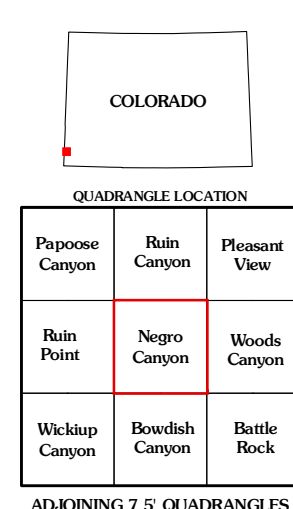 COLORADO
QUADRANGLE LOCATION
Papoose Canyon
Ruin Canyon
Pleasant View
Ruin Point
Negro Canyon
Woods Canyon
Wickiup Canyon
Bowdish Canyon
Battle Rock
ADJOINING 7.5' QUADRANGLES